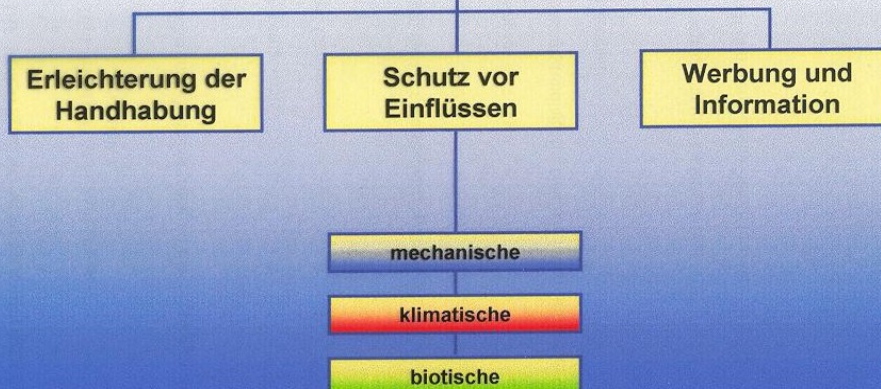 Erleichterung der
Handhabung
Schutz vor
Einflüssen
Werbung und
Information
mechanische
klimatische
biotische